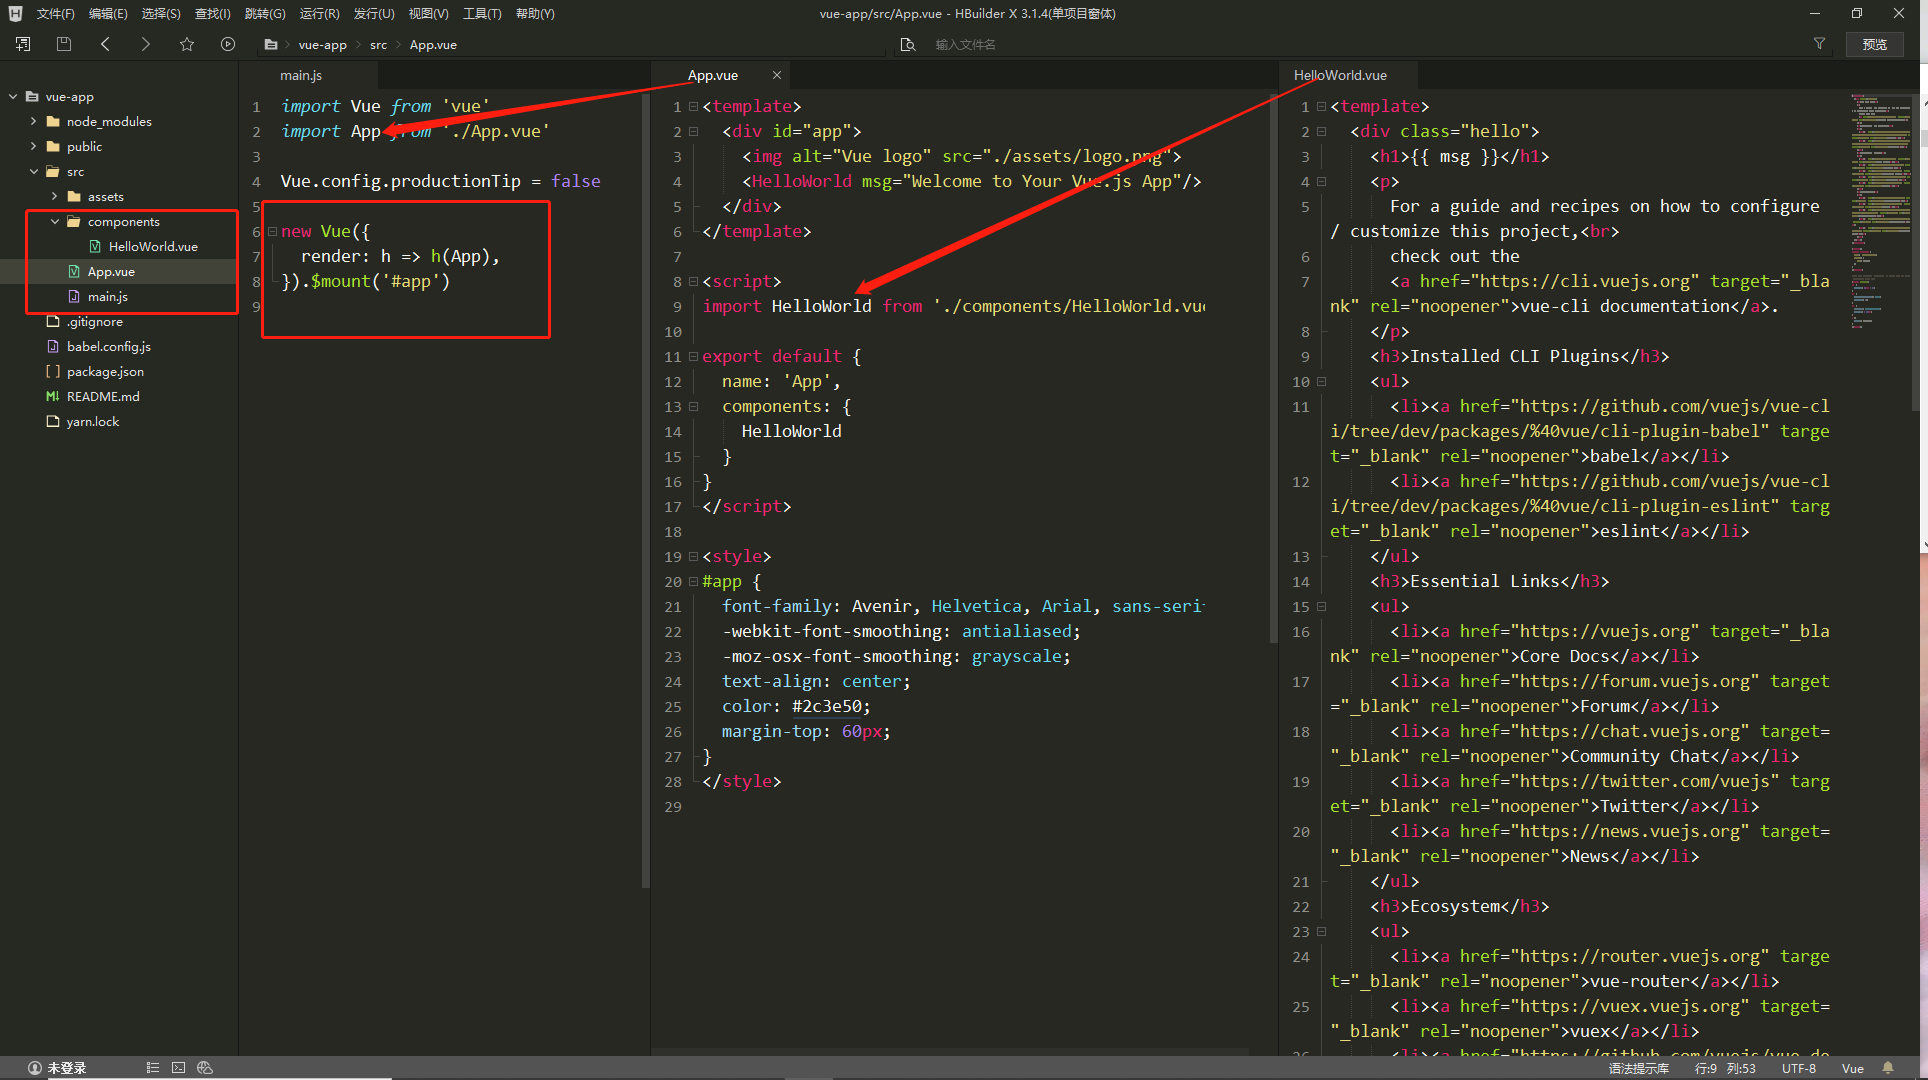 文件(F) 编辑(E) 选择(S) 查找(I) 跳转(G) 运行(R) 发行(U) 视图(V) 工具(T) 帮助(Y)
vue-app/src/App.vue - HBuilder X 3.1.4(单项目窗体)
vue-app src App.vue
输入文件名
预览
vue-app
node_modules
public
src
assets
components
HelloWorld.vue
App.vue
main.js
.gitignore
babel.config.js
package.json
README.md
yarn.lock
main.js
1 import Vue from 'vue'
2 import App from './App.vue'
3
4 Vue.config.productionTip = false
5
6 new Vue({
7 render: h => h(App),
8 }).$mount('#app')
9
App.vue
1 <template>
2 <div id="app">
3 <img alt="Vue logo" src="./assets/logo.png">
4 <HelloWorld msg="Welcome to Your Vue.js App"/>
5 </div>
6 </template>
7
8 <script>
9 import HelloWorld from './components/HelloWorld.vue
10
11 export default {
12 name: 'App',
13 components: {
14 HelloWorld
15 }
16 }
17 </script>
18
19 <style>
20 #app {
21 font-family: Avenir, Helvetica, Arial, sans-seri
22 -webkit-font-smoothing: antialiased;
23 -moz-osx-font-smoothing: grayscale;
24 text-align: center;
25 color: #2c3e50;
26 margin-top: 60px;
27 }
28 </style>
29
HelloWorld.vue
1 <template>
2 <div class="hello">
3 <h1>{{ msg }}</h1>
4 <p>
5 For a guide and recipes on how to configure
/ customize this project,<br>
6 check out the
7 <a href="https://cli.vuejs.org" target="_bla
nk" rel="noopener">vue-cli documentation</a>.
8 </p>
9 <h3>Installed CLI Plugins</h3>
10 <ul>
11 <li><a href="https://github.com/vuejs/vue-cl
i/tree/dev/packages/%40vue/cli-plugin-babel" targe
t="_blank" rel="noopener">babel</a></li>
12 <li><a href="https://github.com/vuejs/vue-cl
i/tree/dev/packages/%40vue/cli-plugin-eslint" targ
et="_blank" rel="noopener">eslint</a></li>
13 </ul>
14 <h3>Essential Links</h3>
15 <ul>
16 <li><a href="https://vuejs.org" target="_bla
nk" rel="noopener">Core Docs</a></li>
17 <li><a href="https://forum.vuejs.org" target
="_blank" rel="noopener">Forum</a></li>
18 <li><a href="https://chat.vuejs.org" target=
"_blank" rel="noopener">Community Chat</a></li>
19 <li><a href="https://twitter.com/vuejs" targ
et="_blank" rel="noopener">Twitter</a></li>
20 <li><a href="https://news.vuejs.org" target=
"_blank" rel="noopener">News</a></li>
21 </ul>
22 <h3>Ecosystem</h3>
23 <ul>
24 <li><a href="https://router.vuejs.org" targe
t="_blank" rel="noopener">vue-router</a></li>
25 <li><a href="https://vuex.vuejs.org" target=
"_blank" rel="noopener">vuex</a></li>
未登录
语法提示库 行:9 列:53 UTF-8 Vue